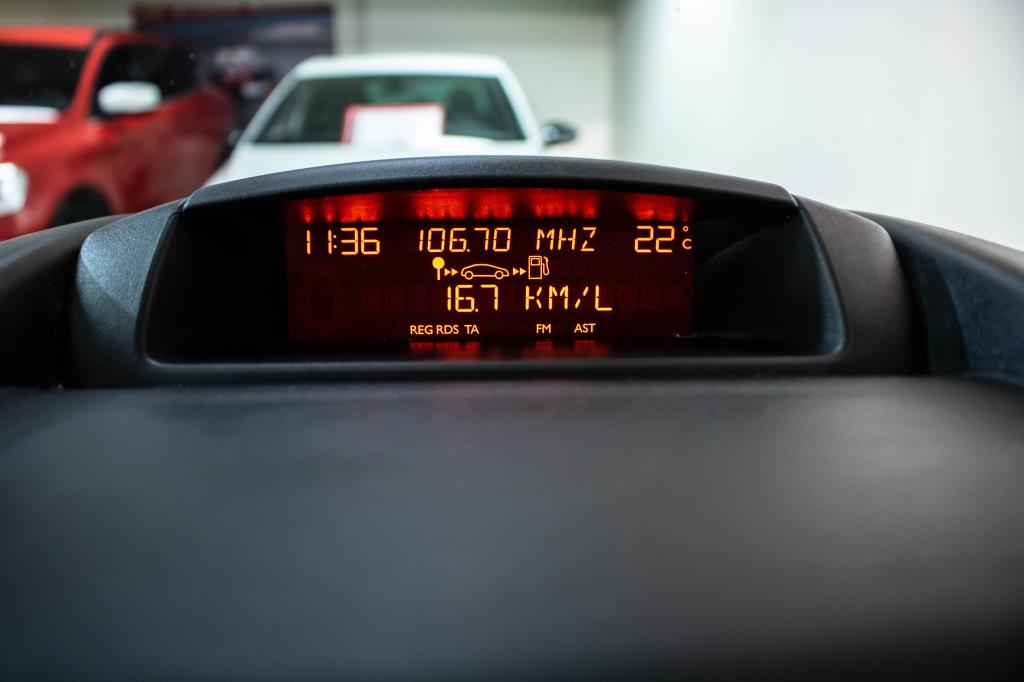 11:36 106.70 MHZ 22°C
16.7 KM/L
REG RDS TA FM AST